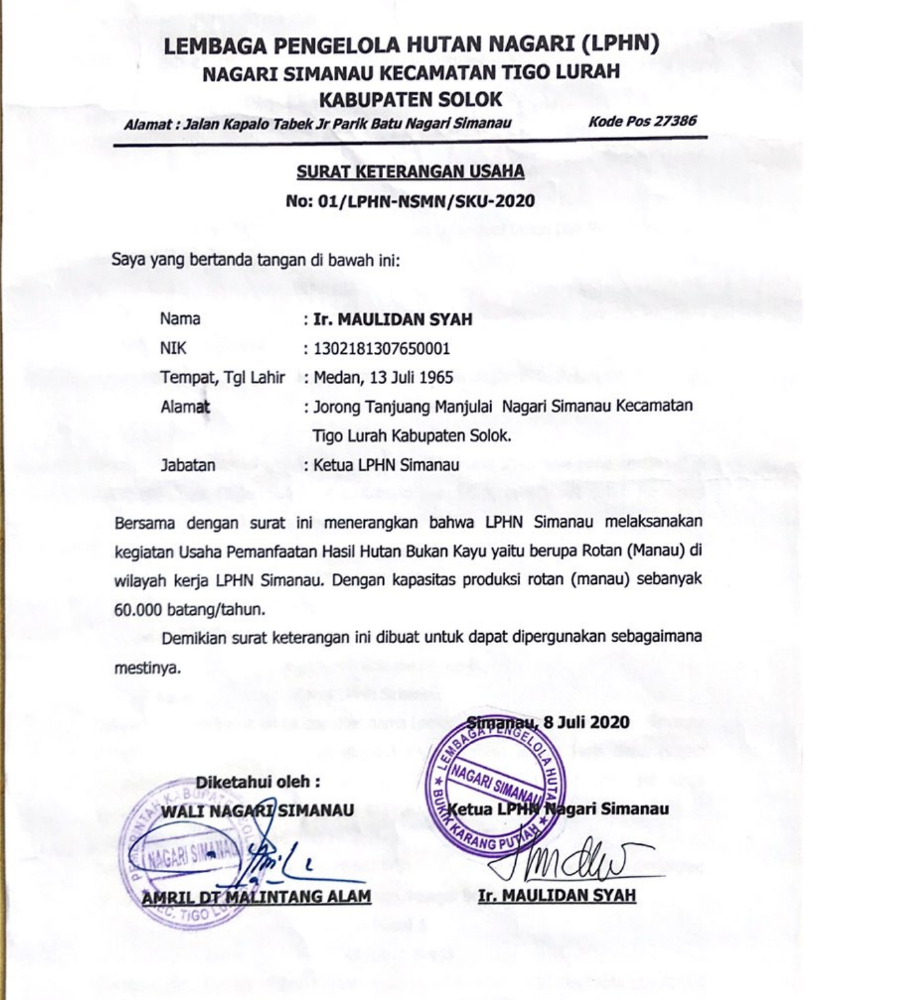 LEMBAGA PENGELOLA HUTAN NAGARI (LPHN)
NAGARI SIMANAU KECAMATAN TIGO LURAH
KABUPATEN SOLOK
Alamat : Jalan Kapalo Tabek Jr Parik Batu Nagari Simanau Kode Pos 27386
SURAT KETERANGAN USAHA
No: 01/LPHN-NSMN/SKU-2020
Saya yang bertanda tangan di bawah ini:
Nama : Ir. MAULIDAN SYAH
NIK : 1302181307650001
Tempat, Tgl Lahir : Medan, 13 Juli 1965
Alamat : Jorong Tanjuang Manjulai Nagari Simanau Kecamatan
Tigo Lurah Kabupaten Solok.
Jabatan : Ketua LPHN Simanau
Bersama dengan surat ini menerangkan bahwa LPHN Simanau melaksanakan
kegiatan Usaha Pemanfaatan Hasil Hutan Bukan Kayu yaitu berupa Rotan (Manau) di
wilayah kerja LPHN Simanau. Dengan kapasitas produksi rotan (manau) sebanyak
60.000 batang/tahun.
Demikian surat keterangan ini dibuat untuk dapat dipergunakan sebagaimana
mestinya.
Simanau, 8 Juli 2020
LEMBAGA PENGELOLA HUTA
NAGARI SIMANAU
BUKIK KARANG PUTIAH
Diketahui oleh :
WALI NAGARI SIMANAU
Ketua LPHN Nagari Simanau
NAGARI SIMANAU
KEC. TIGO
AMRIL DT MALINTANG ALAM
Ir. MAULIDAN SYAH